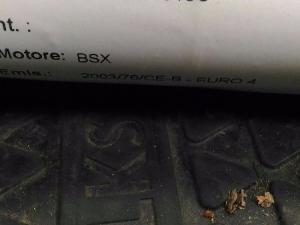 nt. :
Motore: BSX
Emis.: 2003/76/CE-B - EURO 4